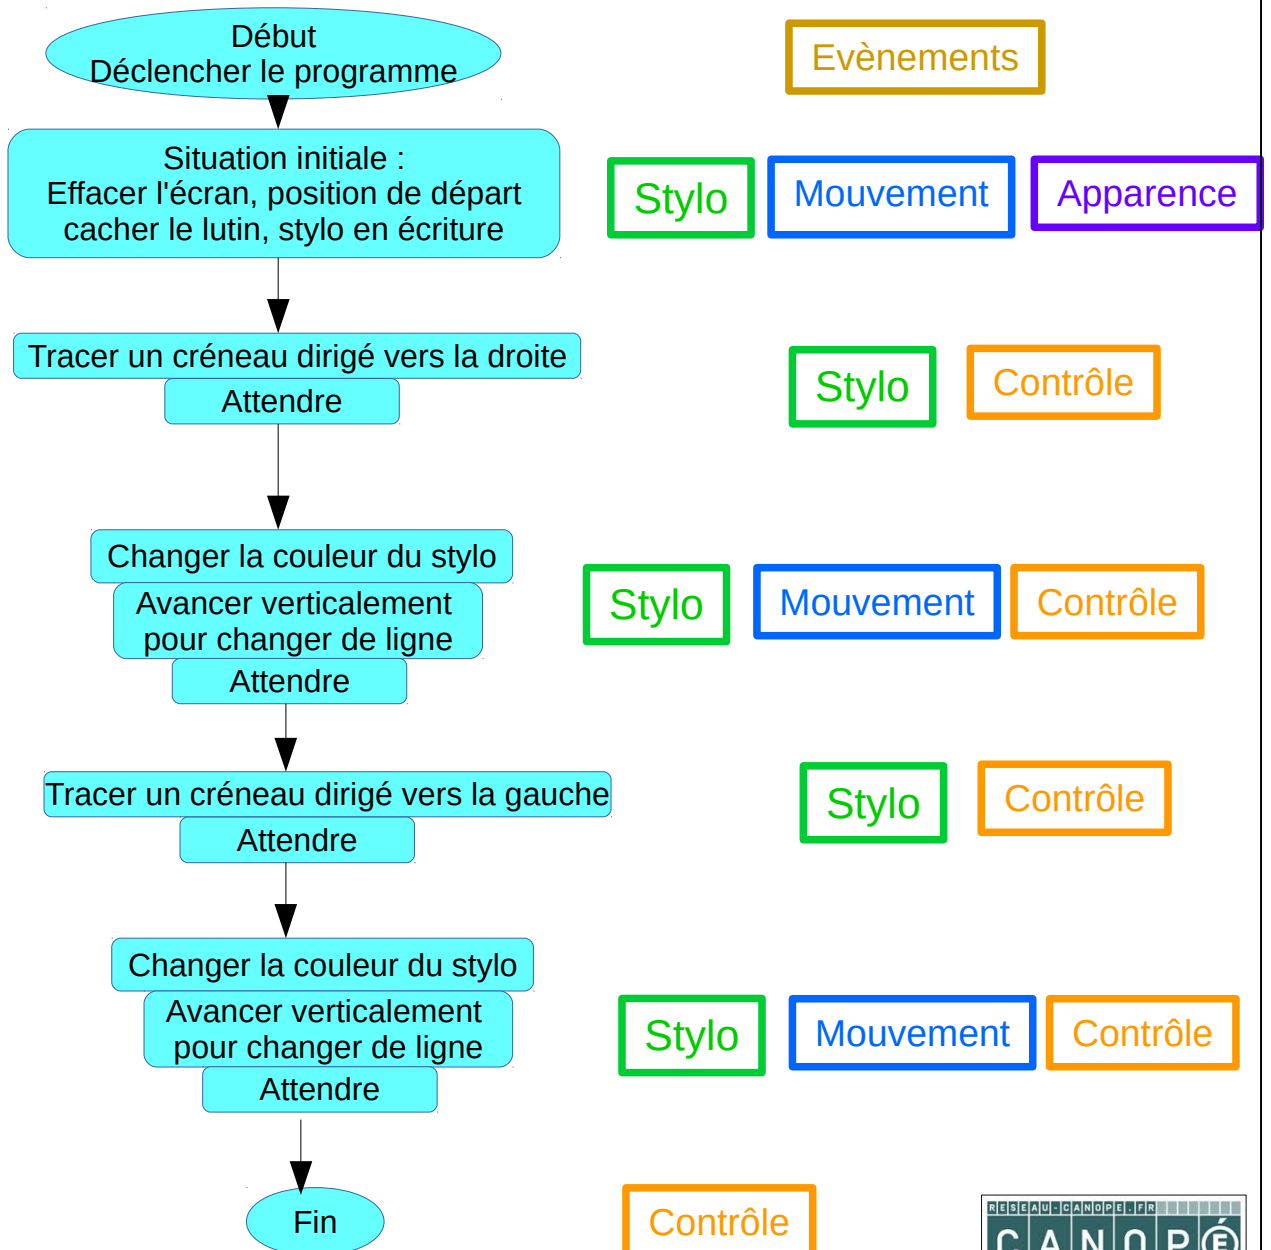 Début
Déclencher le programme
Evènements
Situation initiale :
Effacer l'écran, position de départ
cacher le lutin, stylo en écriture
Stylo
Mouvement
Apparence
Tracer un créneau dirigé vers la droite
Attendre
Stylo
Contrôle
Changer la couleur du stylo
Avancer verticalement
pour changer de ligne
Attendre
Stylo
Mouvement
Contrôle
Tracer un créneau dirigé vers la gauche
Attendre
Stylo
Contrôle
Changer la couleur du stylo
Avancer verticalement
pour changer de ligne
Attendre
Stylo
Mouvement
Contrôle
Fin
Contrôle
RESEAU-CANOPE.FR
CANOPÉ